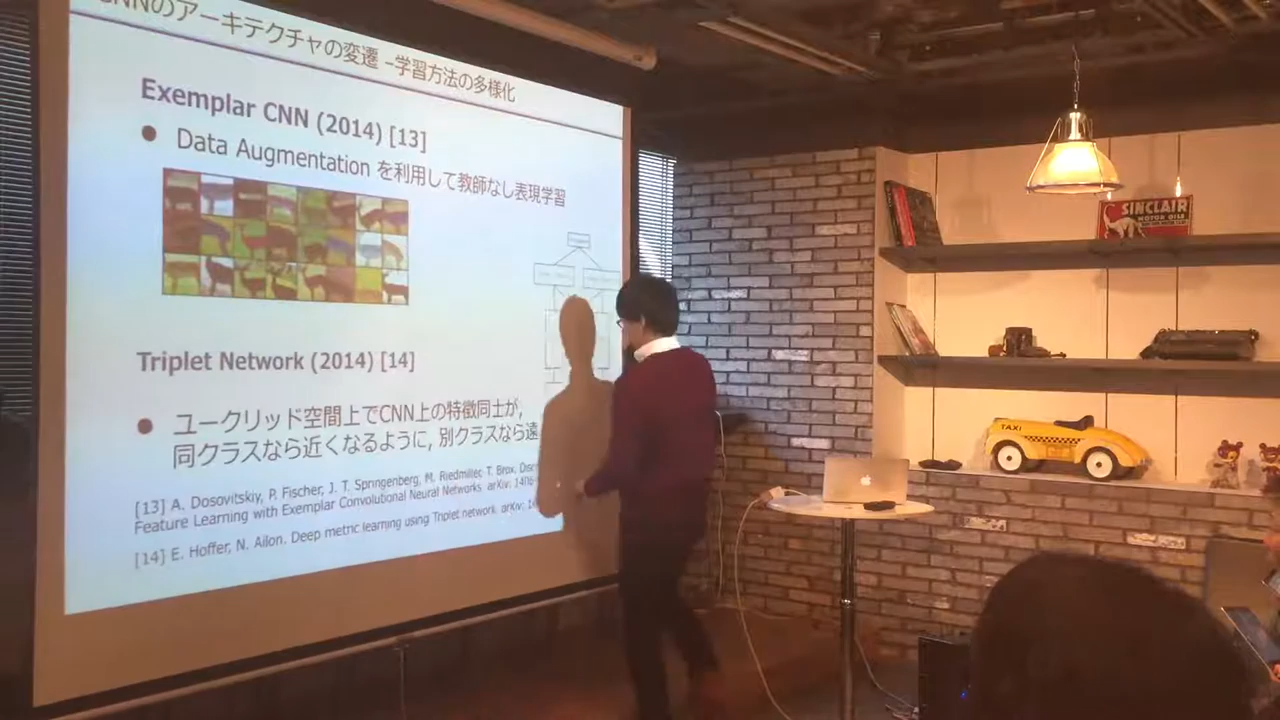 CNNのアーキテクチャの変遷 –学習方法の多様化
Exemplar CNN (2014) [13]
● Data Augmentation を利用して教師なし表現学習
Triplet Network (2014) [14]
● ユークリッド空間上でCNN上の特徴同士が,
同クラスなら近くなるように, 別クラスなら遠
[13] A. Dosovitskiy, P. Fischer, J. T. Springenberg, M. Riedmiller, T. Brox.
Feature Learning with Exemplar Convolutional Neural Networks. arXiv:
[14] E. Hoffer, N. Ailon. Deep metric learning using Triplet network. arXiv:
SINCLAIR
MOTOR OILS
TAXI